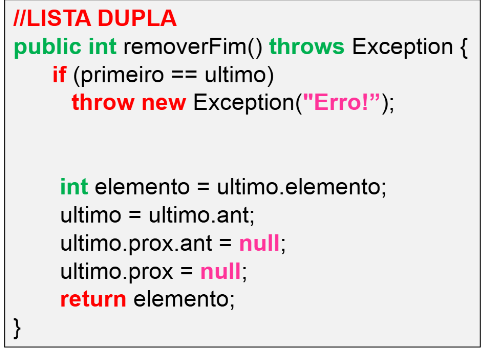 //LISTA DUPLA
public int removerFim() throws Exception {
if (primeiro == ultimo)
throw new Exception("Erro!”);
int elemento = ultimo.elemento;
ultimo = ultimo.ant;
ultimo.prox.ant = null;
ultimo.prox = null;
return elemento;
}